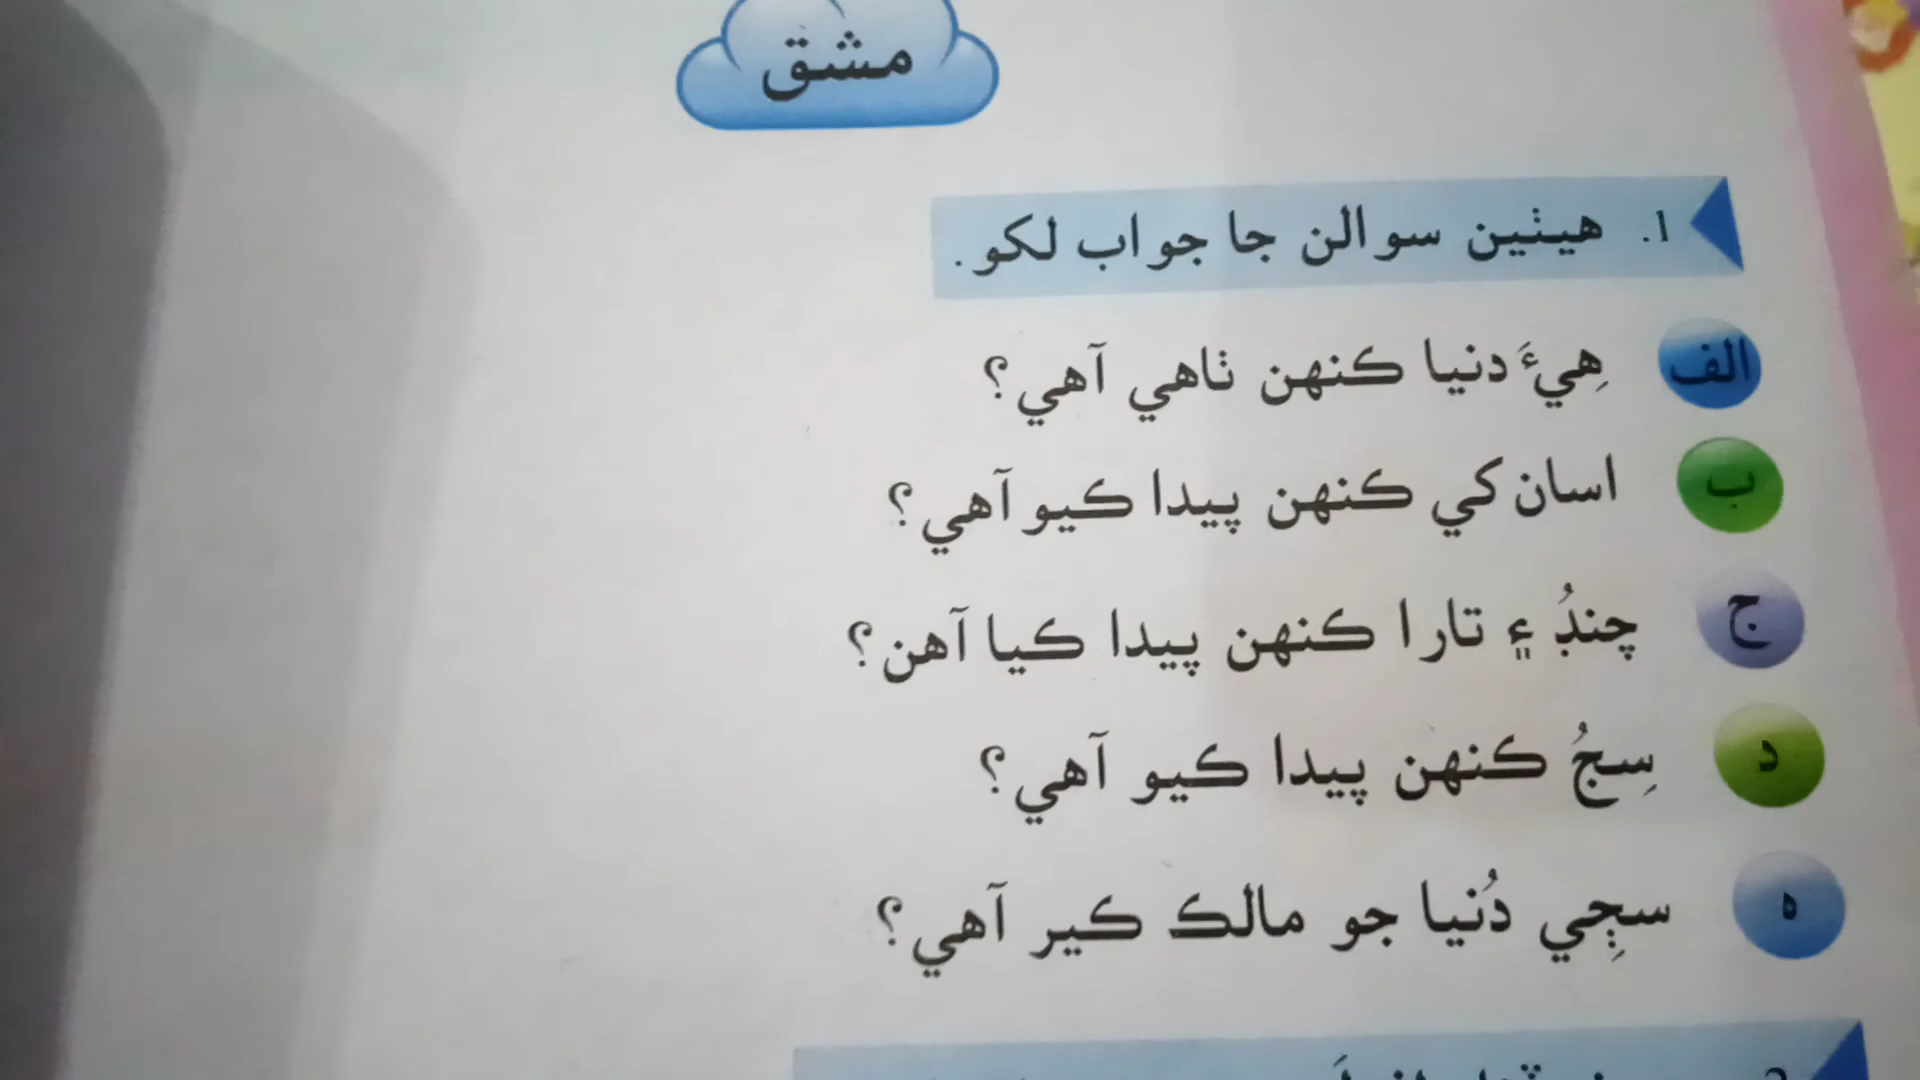 مشق
1. هيٺين سوالن جا جواب لکو.
الف هِيءَ دنيا ڪنهن ٺاهي آهي؟
ب اسان کي ڪنهن پيدا ڪيو آهي؟
ج چنڊُ ۽ تارا ڪنهن پيدا ڪيا آهن؟
د سِجُ ڪنهن پيدا ڪيو آهي؟
ه سڄِي دُنيا جو مالڪ ڪير آهي؟